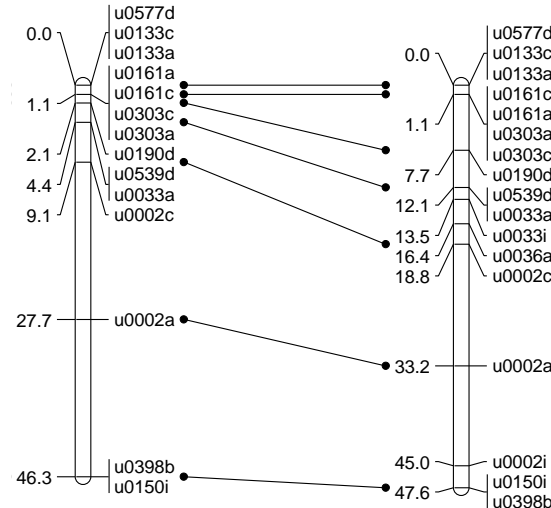 0.0
u0577d
u0133c
u0133a
1.1
u0161a
u0161c
u0303c
u0303a
2.1
u0190d
4.4
u0539d
u0033a
9.1
u0002c
27.7
u0002a
46.3
u0398b
u0150i
0.0
u0577d
u0133c
u0133a
1.1
u0161c
u0161a
u0303a
u0303c
7.7
u0190d
12.1
u0539d
u0033a
13.5
u0033i
16.4
u0036a
18.8
u0002c
33.2
u0002a
45.0
u0002i
47.6
u0150i
u0398b